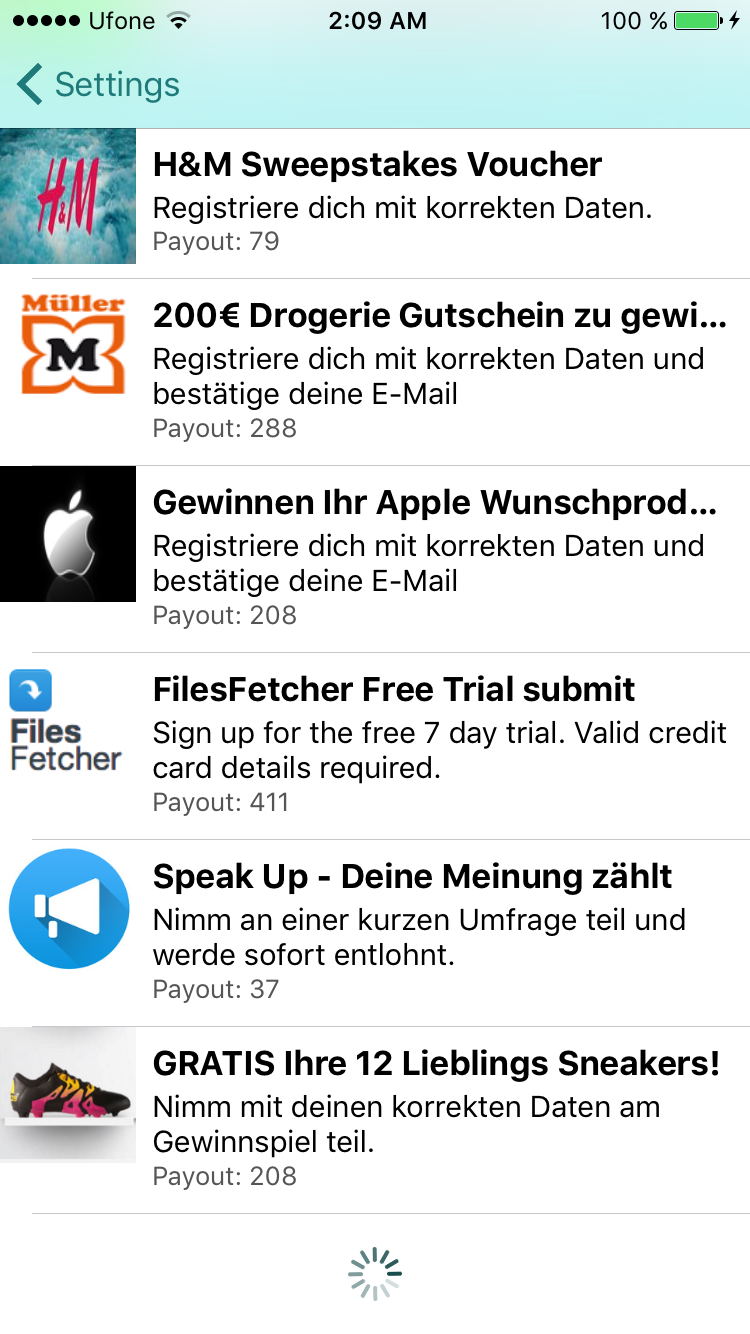 Ufone 2:09 AM 100 %
Settings
H&M
H&M Sweepstakes Voucher
Registriere dich mit korrekten Daten.
Payout: 79
Müller
M
200€ Drogerie Gutschein zu gewi...
Registriere dich mit korrekten Daten und
bestätige deine E-Mail
Payout: 288
Gewinnen Ihr Apple Wunschprod...
Registriere dich mit korrekten Daten und
bestätige deine E-Mail
Payout: 208
Files
Fetcher
FilesFetcher Free Trial submit
Sign up for the free 7 day trial. Valid credit
card details required.
Payout: 411
Speak Up - Deine Meinung zählt
Nimm an einer kurzen Umfrage teil und
werde sofort entlohnt.
Payout: 37
GRATIS Ihre 12 Lieblings Sneakers!
Nimm mit deinen korrekten Daten am
Gewinnspiel teil.
Payout: 208